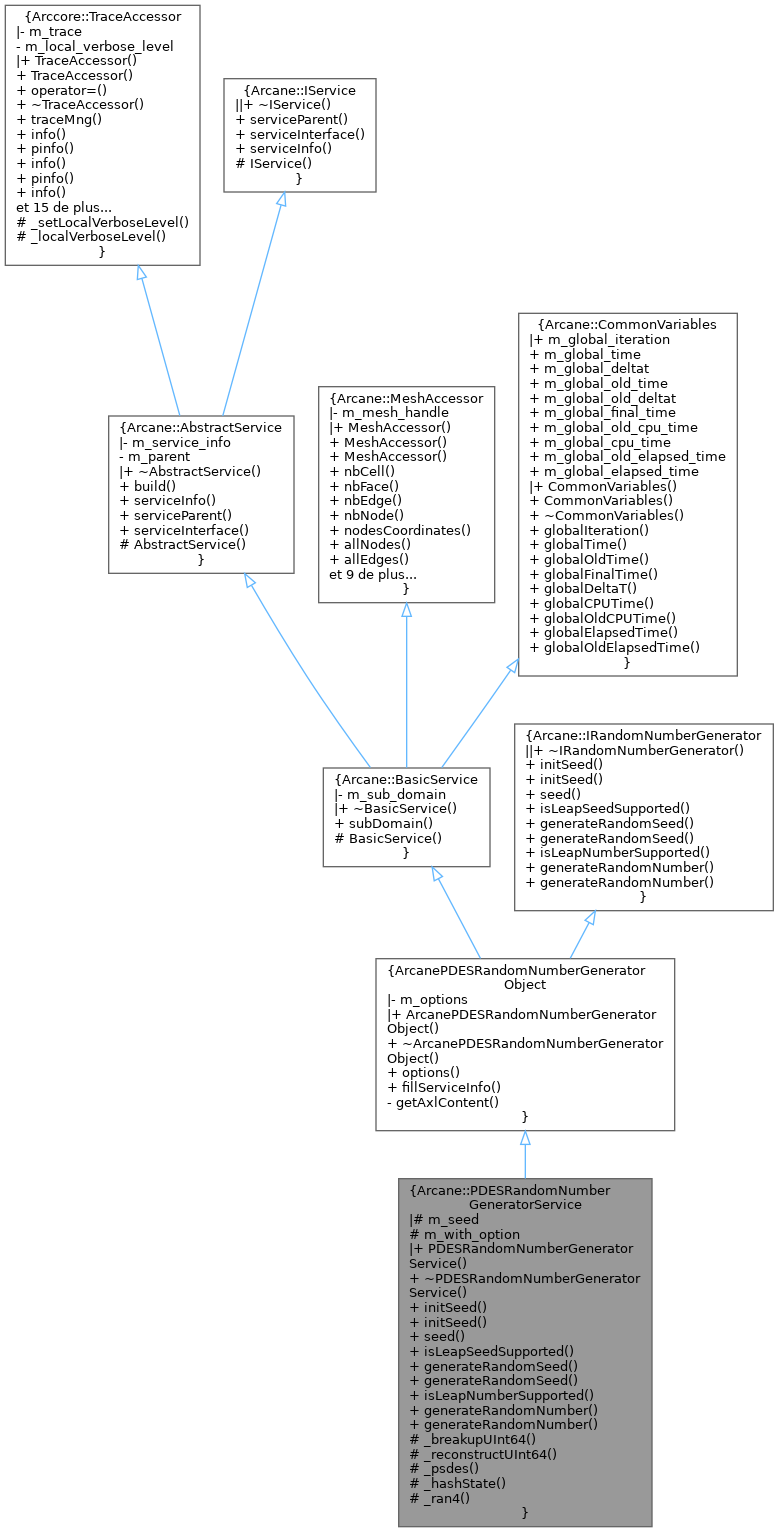 {Arccore::TraceAccessor
|- m_trace
- m_local_verbose_level
|+ TraceAccessor()
+ TraceAccessor()
+ operator=()
+ ~TraceAccessor()
+ traceMng()
+ info()
+ pinfo()
+ info()
+ pinfo()
+ info()
et 15 de plus...
# _setLocalVerboseLevel()
# _localVerboseLevel()
}
{Arcane::IService
||+ ~IService()
+ serviceParent()
+ serviceInterface()
+ serviceInfo()
# IService()
}
{Arcane::AbstractService
|- m_service_info
- m_parent
|+ ~AbstractService()
+ build()
+ serviceInfo()
+ serviceParent()
+ serviceInterface()
# AbstractService()
}
{Arcane::MeshAccessor
|- m_mesh_handle
|+ MeshAccessor()
+ MeshAccessor()
+ MeshAccessor()
+ nbCell()
+ nbFace()
+ nbEdge()
+ nbNode()
+ nodesCoordinates()
+ allNodes()
+ allEdges()
et 9 de plus...
}
{Arcane::CommonVariables
|+ m_global_iteration
+ m_global_time
+ m_global_deltat
+ m_global_old_time
+ m_global_old_deltat
+ m_global_final_time
+ m_global_old_cpu_time
+ m_global_cpu_time
+ m_global_old_elapsed_time
+ m_global_elapsed_time
|+ CommonVariables()
+ CommonVariables()
+ ~CommonVariables()
+ globalIteration()
+ globalTime()
+ globalOldTime()
+ globalFinalTime()
+ globalDeltaT()
+ globalCPUTime()
+ globalOldCPUTime()
+ globalElapsedTime()
+ globalOldElapsedTime()
}
{Arcane::BasicService
|- m_sub_domain
|+ ~BasicService()
+ subDomain()
# BasicService()
}
{Arcane::IRandomNumberGenerator
||+ ~IRandomNumberGenerator()
+ initSeed()
+ initSeed()
+ seed()
+ isLeapSeedSupported()
+ generateRandomSeed()
+ generateRandomSeed()
+ isLeapNumberSupported()
+ generateRandomNumber()
+ generateRandomNumber()
}
{ArcanePDESRandomNumberGenerator
Object
|- m_options
|+ ArcanePDESRandomNumberGenerator
Object()
+ ~ArcanePDESRandomNumberGenerator
Object()
+ options()
+ fillServiceInfo()
- getAxlContent()
}
{Arcane::PDESRandomNumber
GeneratorService
|# m_seed
# m_with_option
|+ PDESRandomNumberGenerator
Service()
+ ~PDESRandomNumberGenerator
Service()
+ initSeed()
+ initSeed()
+ seed()
+ isLeapSeedSupported()
+ generateRandomSeed()
+ generateRandomSeed()
+ isLeapNumberSupported()
+ generateRandomNumber()
+ generateRandomNumber()
# _breakupUInt64()
# _reconstructUInt64()
# _psdes()
# _hashState()
# _ran4()
}